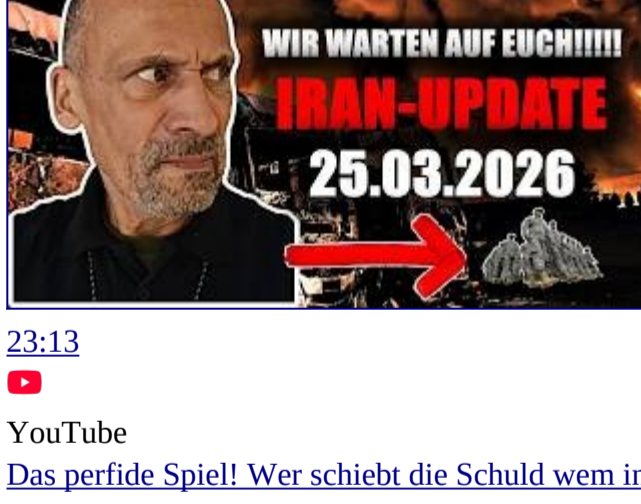 WIR WARTEN AUF EUCH!!!!!
IRAN-UPDATE
25.03.2026
23:13
YouTube
Das perfide Spiel! Wer schiebt die Schuld wem in